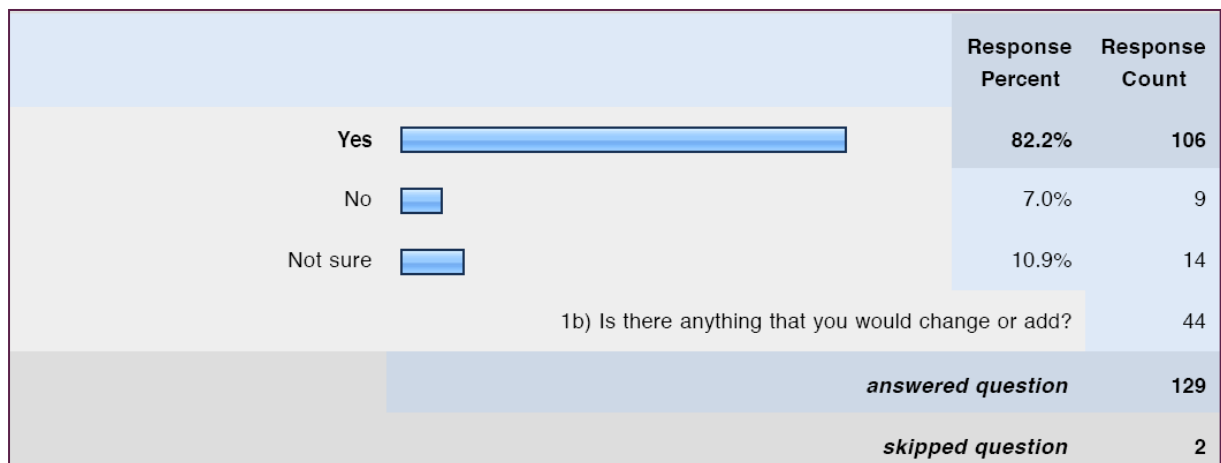 Response Response
Percent Count
Yes 82.2% 106
No 7.0% 9
Not sure 10.9% 14
1b) Is there anything that you would change or add? 44
answered question 129
skipped question 2